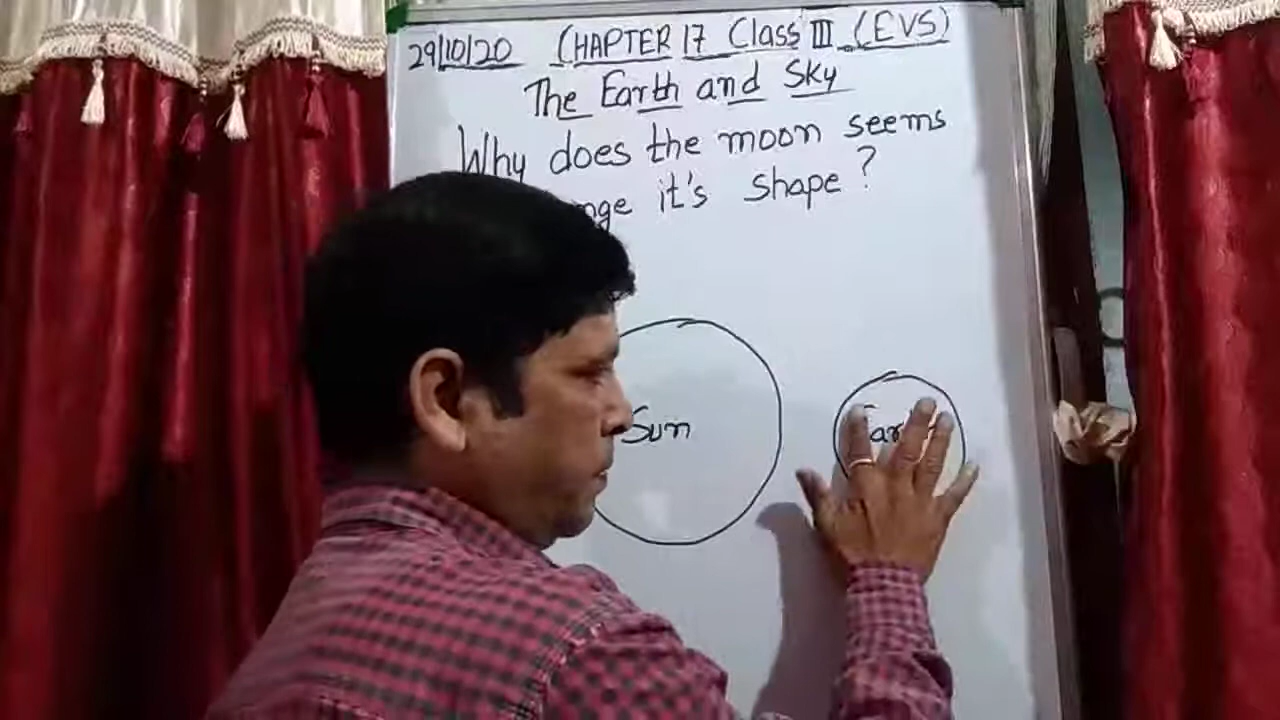 29/10/20 CHAPTER 17 Class III (EVS)
The Earth and Sky
Why does the moon seems
it's shape?
Sun